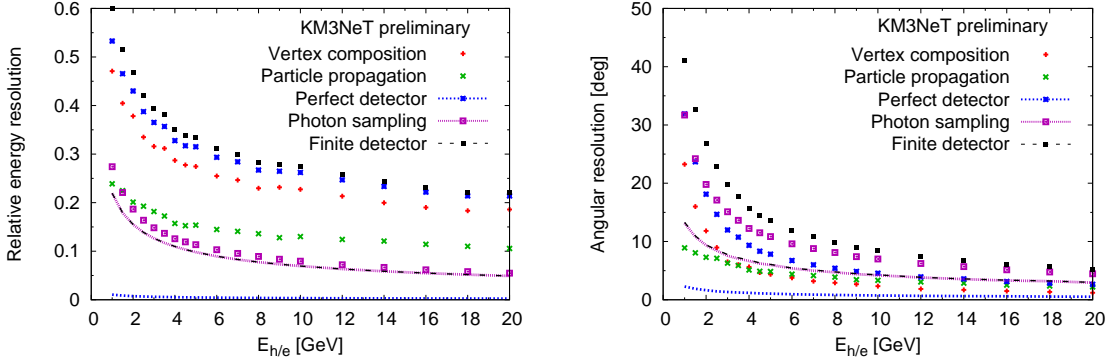 KM3NeT preliminary
Vertex composition
Particle propagation
Perfect detector
Photon sampling
Finite detector
Relative energy resolution
0.6
0.5
0.4
0.3
0.2
0.1
0
0 2 4 6 8 10 12 14 16 18 20
E_h/e [GeV]
KM3NeT preliminary
Vertex composition
Particle propagation
Perfect detector
Photon sampling
Finite detector
Angular resolution [deg]
50
40
30
20
10
0
0 2 4 6 8 10 12 14 16 18 20
E_h/e [GeV]